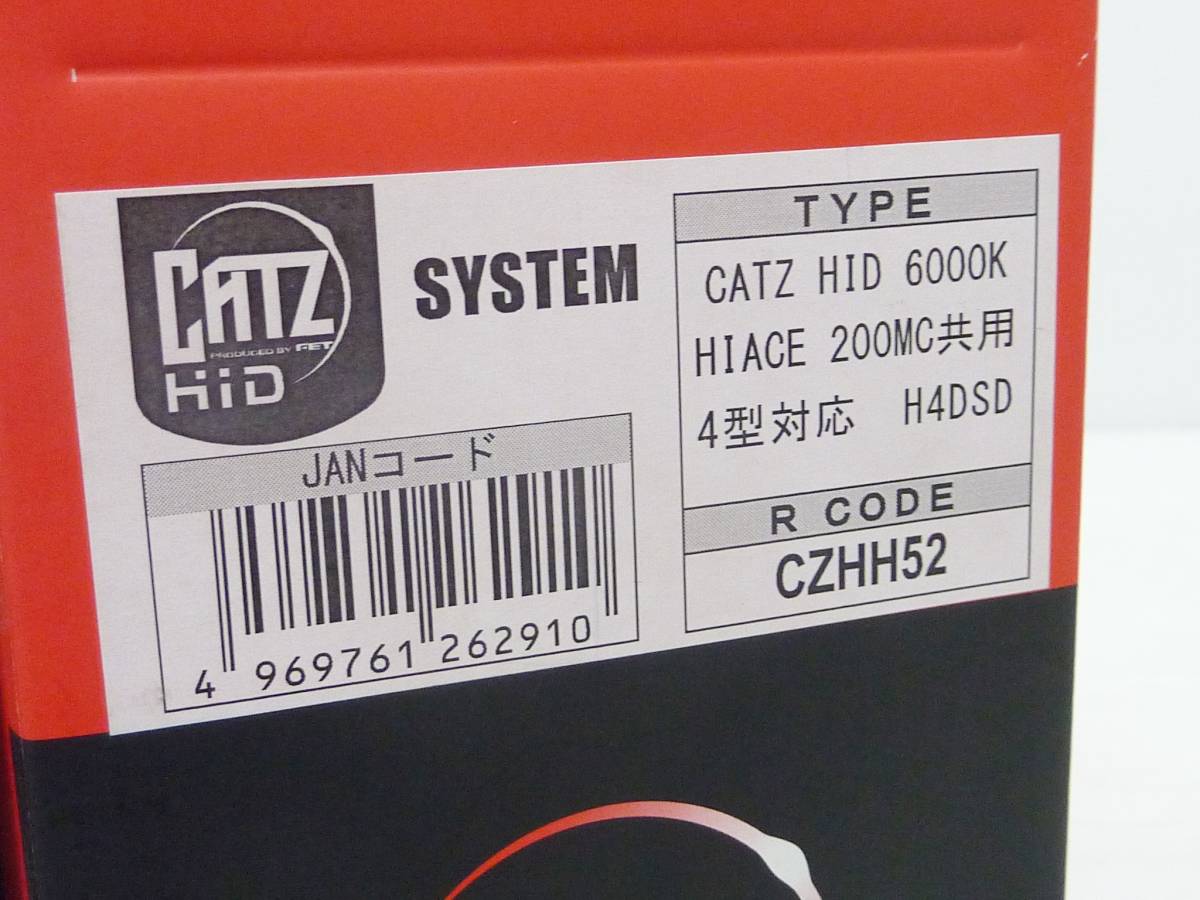 CATZ
PRODUCED BY FET
HiD
SYSTEM
JANコード
4 969761 262910
TYPE
CATZ HID 6000K
HIACE 200MC共用
4型対応 H4DSD
R CODE
CZHH52